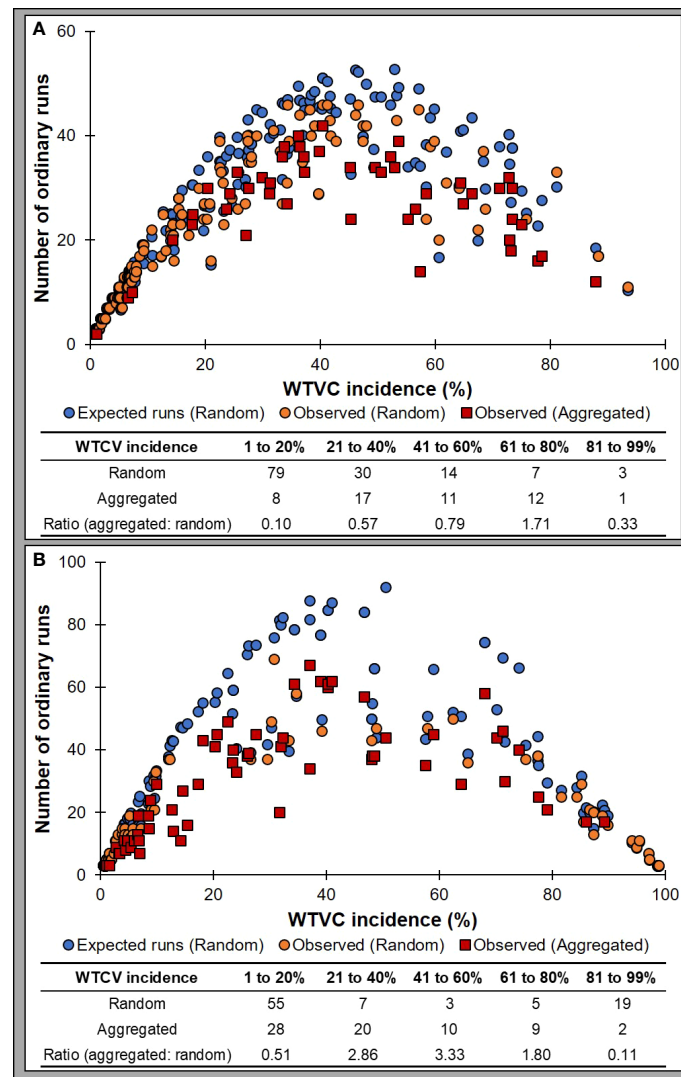 A
60
40
20
0
Number of ordinary runs
0 20 40 60 80 100
WTVC incidence (%)
Expected runs (Random) Observed (Random) Observed (Aggregated)
WTCV incidence 1 to 20% 21 to 40% 41 to 60% 61 to 80% 81 to 99%
Random 79 30 14 7 3
Aggregated 8 17 11 12 1
Ratio (aggregated: random) 0.10 0.57 0.79 1.71 0.33
B
100
80
60
40
20
0
Number of ordinary runs
0 20 40 60 80 100
WTVC incidence (%)
Expected runs (Random) Observed (Random) Observed (Aggregated)
WTCV incidence 1 to 20% 21 to 40% 41 to 60% 61 to 80% 81 to 99%
Random 55 7 3 5 19
Aggregated 28 20 10 9 2
Ratio (aggregated: random) 0.51 2.86 3.33 1.80 0.11